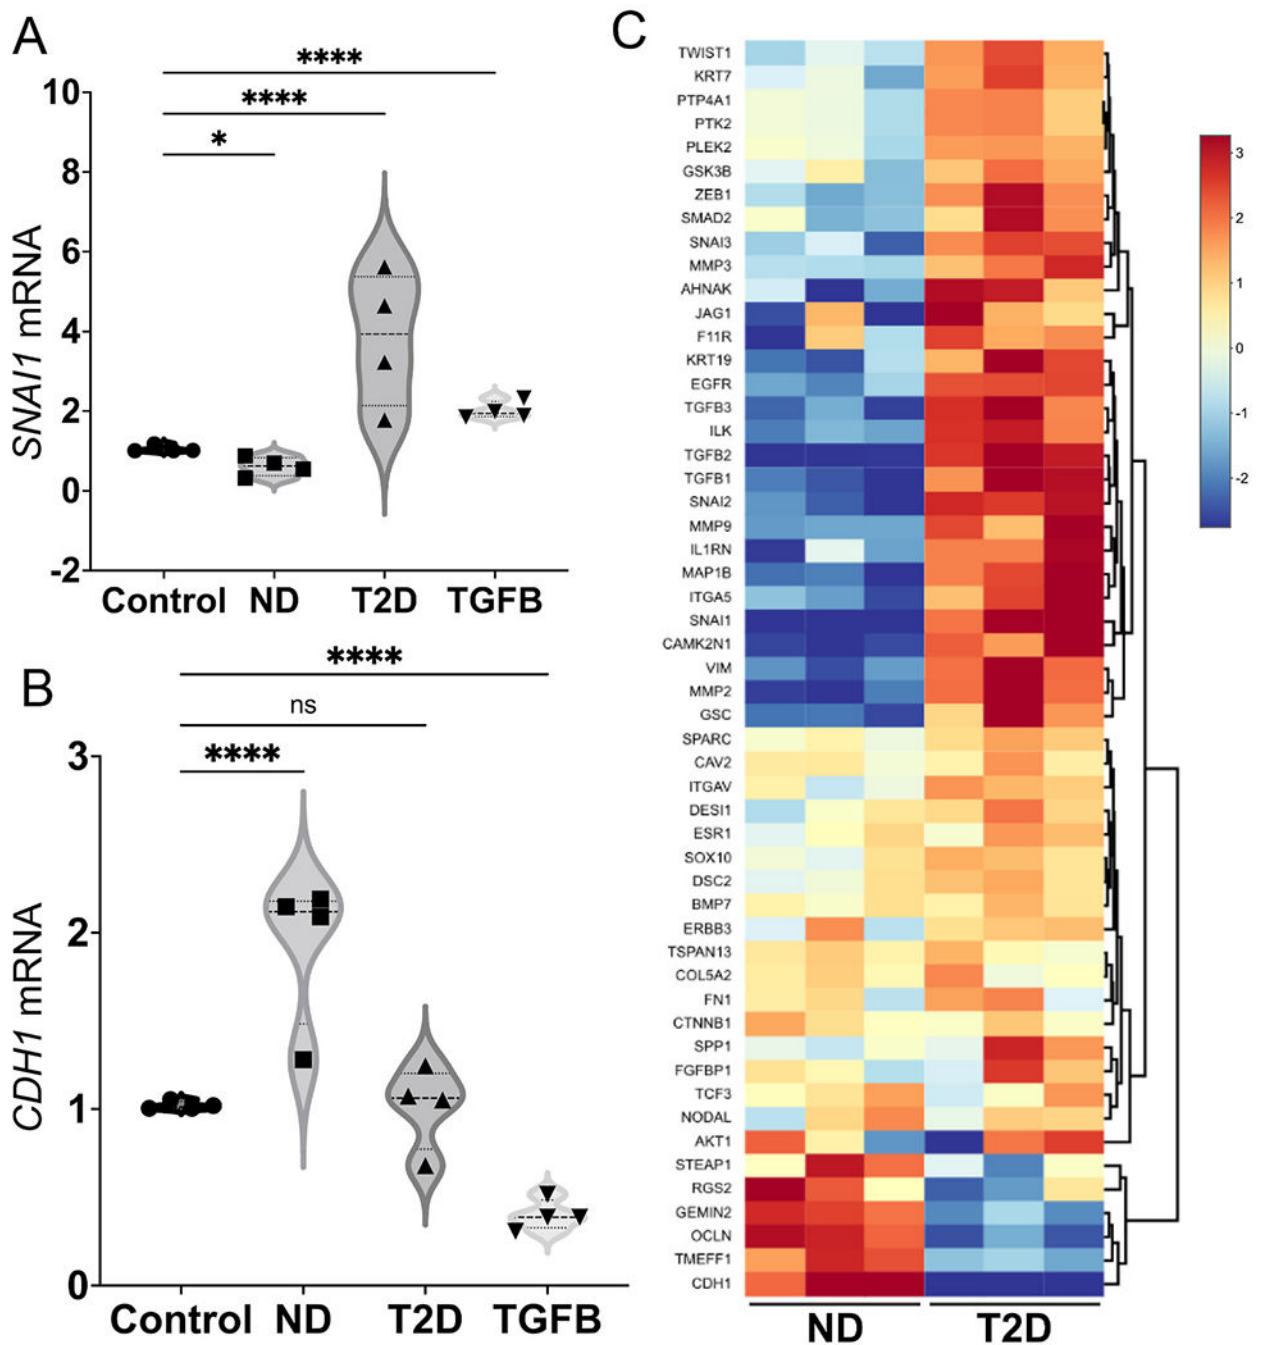 A
****
****
*
10
8
6
4
2
0
-2
SNAI1 mRNA
Control ND T2D TGFB
B
****
ns
****
3
2
1
0
CDH1 mRNA
Control ND T2D TGFB
C
TWIST1
KRT7
PTP4A1
PTK2
PLEK2
GSK3B
ZEB1
SMAD2
SNAI3
MMP3
AHNAK
JAG1
F11R
KRT19
EGFR
TGFB3
ILK
TGFB2
TGFB1
SNAI2
MMP9
IL1RN
MAP1B
ITGA5
SNAI1
CAMK2N1
VIM
MMP2
GSC
SPARC
CAV2
ITGAV
DESI1
ESR1
SOX10
DSC2
BMP7
ERBB3
TSPAN13
COL5A2
FN1
CTNNB1
SPP1
FGFBP1
TCF3
NODAL
AKT1
STEAP1
RGS2
GEMIN2
OCLN
TMEFF1
CDH1
ND T2D
3
2
1
0
-1
-2